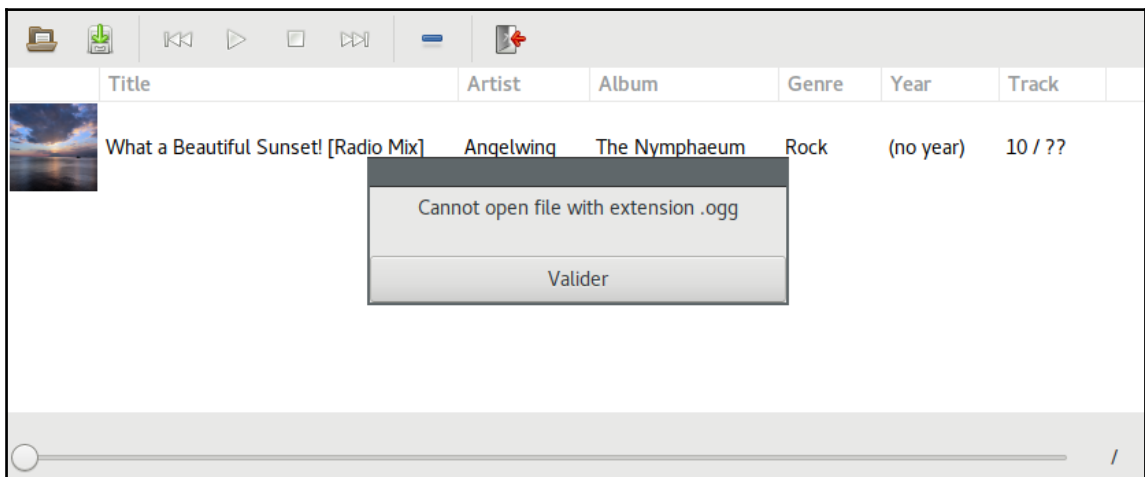 Title Artist Album Genre Year Track
What a Beautiful Sunset! [Radio Mix] Angelwing The Nymphaeum Rock (no year) 10 / ??
Cannot open file with extension .ogg
Valider
/